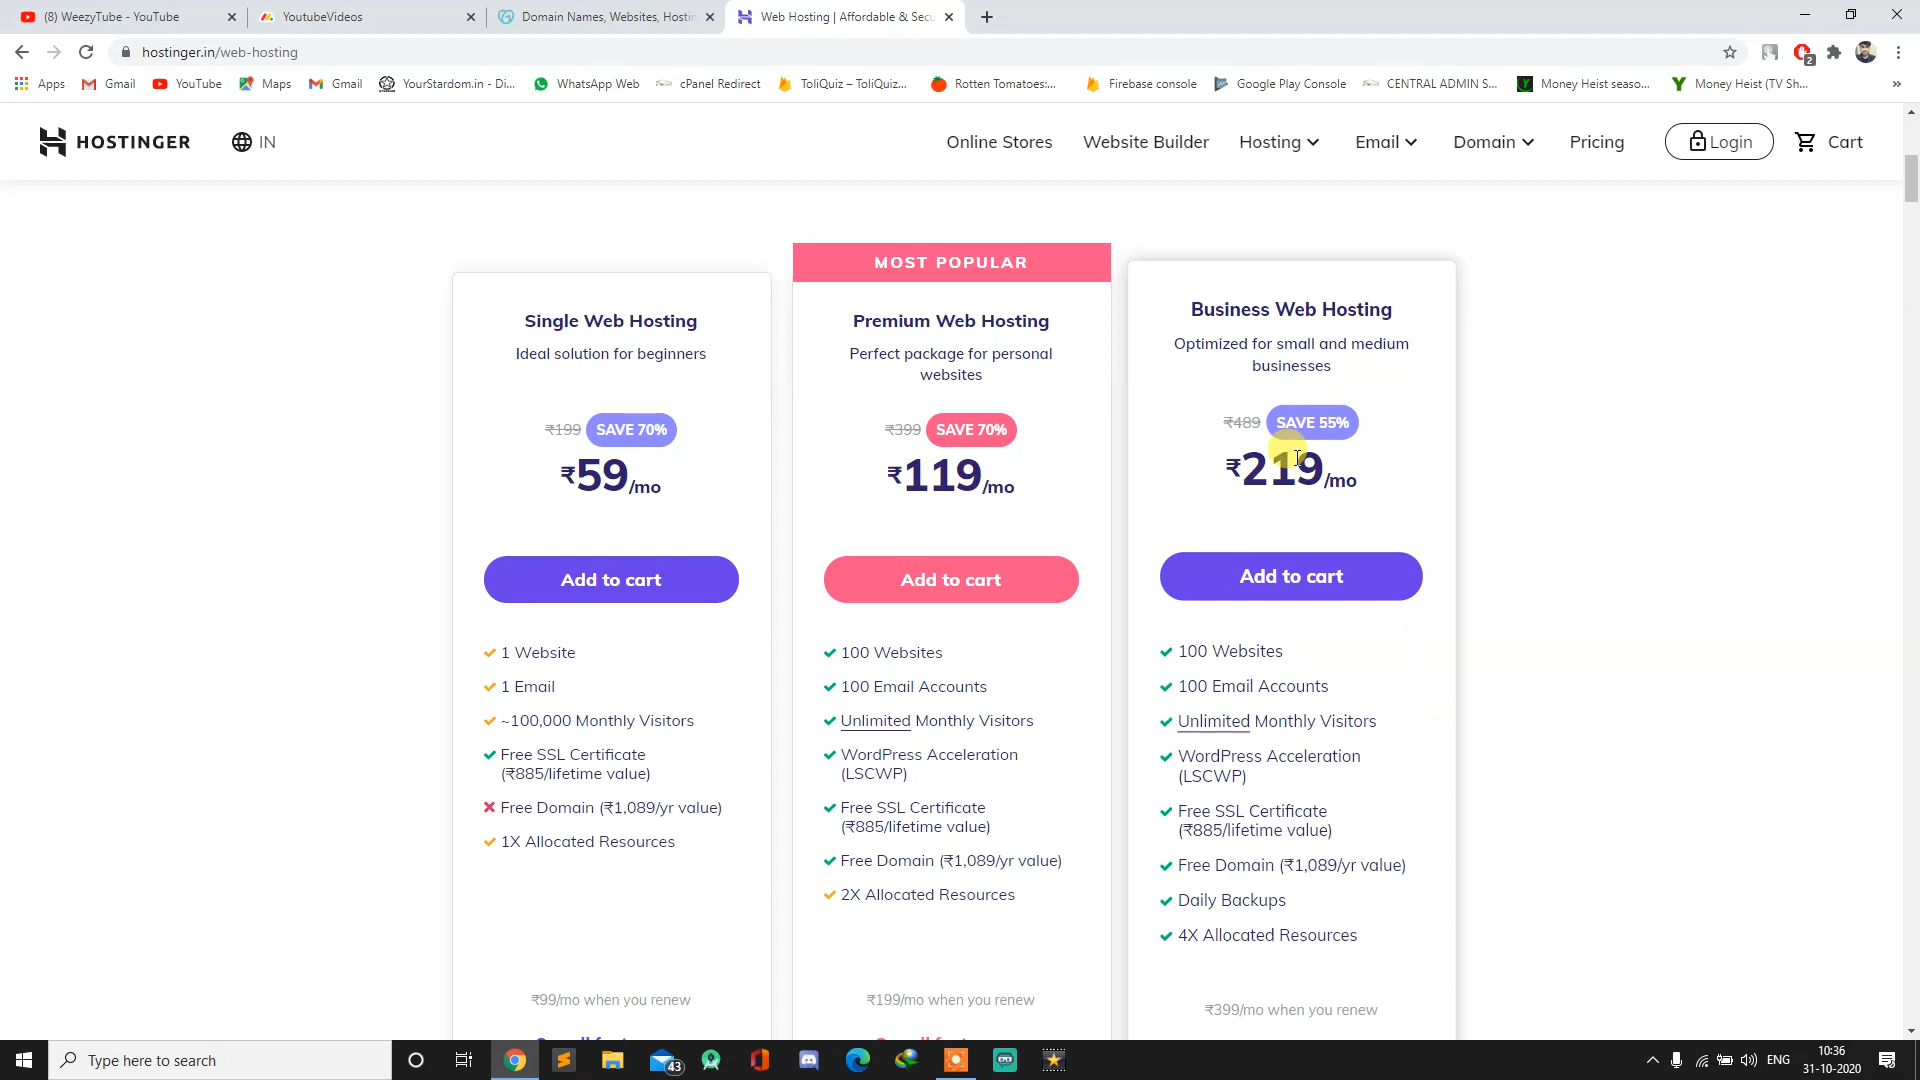 (8) WeezyTube - YouTube
YoutubeVideos
Domain Names, Websites, Hostin
Web Hosting | Affordable & Secu
hostinger.in/web-hosting
2
Apps
Gmail
YouTube
Maps
Gmail
YourStardom.in - Di...
WhatsApp Web
cPanel Redirect
ToliQuiz – ToliQuiz...
Rotten Tomatoes:...
Firebase console
Google Play Console
CENTRAL ADMIN S...
Money Heist seaso...
Money Heist (TV Sh...
»
HOSTINGER
IN
Online Stores
Website Builder
Hosting
Email
Domain
Pricing
Login
Cart
Single Web Hosting
Ideal solution for beginners
₹199 SAVE 70%
₹59/mo
Add to cart
1 Website
1 Email
~100,000 Monthly Visitors
Free SSL Certificate
(₹885/lifetime value)
Free Domain (₹1,089/yr value)
1X Allocated Resources
₹99/mo when you renew
MOST POPULAR
Premium Web Hosting
Perfect package for personal
websites
₹399 SAVE 70%
₹119/mo
Add to cart
100 Websites
100 Email Accounts
Unlimited Monthly Visitors
WordPress Acceleration
(LSCWP)
Free SSL Certificate
(₹885/lifetime value)
Free Domain (₹1,089/yr value)
2X Allocated Resources
₹199/mo when you renew
Business Web Hosting
Optimized for small and medium
businesses
₹489 SAVE 55%
₹219/mo
Add to cart
100 Websites
100 Email Accounts
Unlimited Monthly Visitors
WordPress Acceleration
(LSCWP)
Free SSL Certificate
(₹885/lifetime value)
Free Domain (₹1,089/yr value)
Daily Backups
4X Allocated Resources
₹399/mo when you renew
Type here to search
43
ENG
10:36
31-10-2020